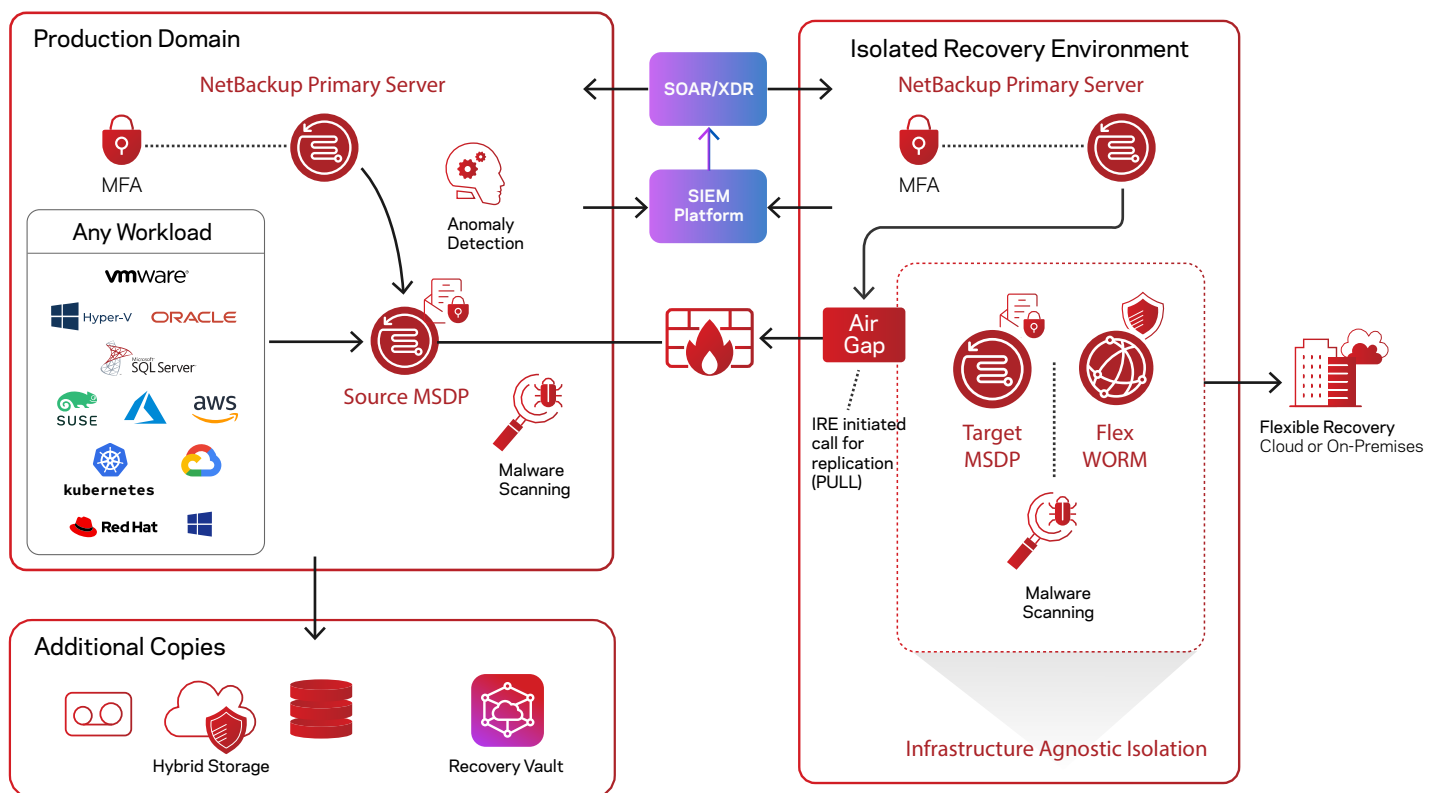 Production Domain
NetBackup Primary Server
MFA
Anomaly
Detection
Any Workload
vmware®
Hyper-V
ORACLE
Microsoft
SQL Server
SUSE
aws
kubernetes
Red Hat
Source MSDP
Malware
Scanning
SOAR/XDR
SIEM
Platform
Isolated Recovery Environment
NetBackup Primary Server
MFA
Air
Gap
IRE initiated
call for
replication
(PULL)
Target
MSDP
Flex
WORM
Malware
Scanning
Infrastructure Agnostic Isolation
Flexible Recovery
Cloud or On-Premises
Additional Copies
Hybrid Storage
Recovery Vault